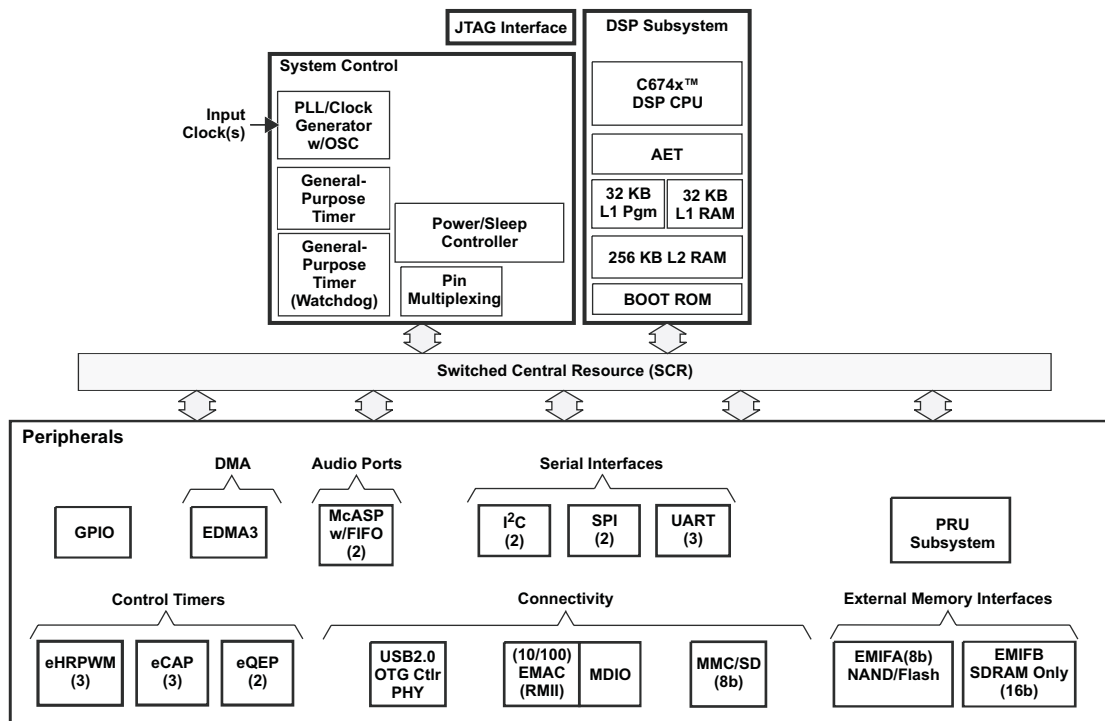 JTAG Interface
DSP Subsystem
System Control
Input
Clock(s)
PLL/Clock
Generator
w/OSC
General-
Purpose
Timer
General-
Purpose
Timer
(Watchdog)
Power/Sleep
Controller
Pin
Multiplexing
C674x™
DSP CPU
AET
32 KB
L1 Pgm
32 KB
L1 RAM
256 KB L2 RAM
BOOT ROM
Switched Central Resource (SCR)
Peripherals
DMA
Audio Ports
Serial Interfaces
GPIO
EDMA3
McASP
w/FIFO
(2)
I²C
(2)
SPI
(2)
UART
(3)
PRU
Subsystem
Control Timers
Connectivity
External Memory Interfaces
eHRPWM
(3)
eCAP
(3)
eQEP
(2)
USB2.0
OTG Ctlr
PHY
(10/100)
EMAC
(RMII)
MDIO
MMC/SD
(8b)
EMIFA(8b)
NAND/Flash
EMIFB
SDRAM Only
(16b)